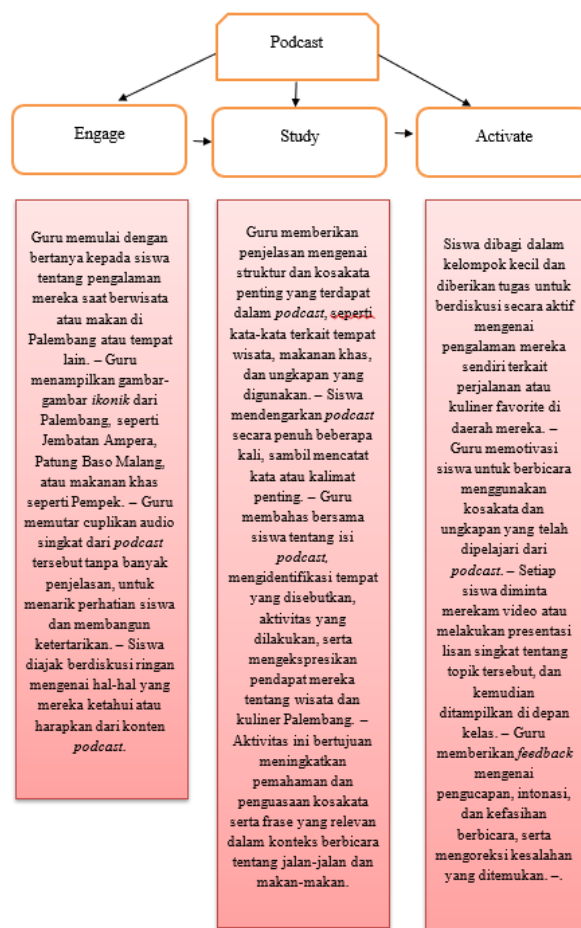 Podcast
Engage
Study
Activate
Guru memulai dengan
bertanya kepada siswa
tentang pengalaman
mereka saat berwisata
atau makan di
Palembang atau tempat
lain. – Guru
menampilkan gambar-
gambar ikonik dari
Palembang, seperti
Jembatan Ampera,
Patung Baso Malang,
atau makanan khas
seperti Pempek. – Guru
memutar cuplikan audio
singkat dari podcast
tersebut tanpa banyak
penjelasan, untuk
menarik perhatian siswa
dan membangun
ketertarikan. – Siswa
diajak berdiskusi ringan
mengenai hal-hal yang
mereka ketahui atau
harapkan dari konten
podcast.
Guru memberikan
penjelasan mengenai
struktur dan kosakata
penting yang terdapat
dalam podcast, seperti
kata-kata terkait tempat
wisata, makanan khas,
dan ungkapan yang
digunakan. – Siswa
mendengarkan podcast
secara penuh beberapa
kali, sambil mencatat
kata atau kalimat
penting. – Guru
membahas bersama
siswa tentang isi
podcast,
mengidentifikasi tempat
yang disebutkan,
aktivitas yang
dilakukan, serta
mengekspresikan
pendapat mereka
tentang wisata dan
kuliner Palembang. –
Aktivitas ini bertujuan
meningkatkan
pemahaman dan
penguasaan kosakata
serta frase yang relevan
dalam konteks berbicara
tentang jalan-jalan dan
makan-makan.
Siswa dibagi dalam
kelompok kecil dan
diberikan tugas untuk
berdiskusi secara aktif
mengenai pengalaman
mereka sendiri terkait
perjalanan atau
kuliner favorite di
daerah mereka. –
Guru memotivasi
siswa untuk berbicara
menggunakan
kosakata dan
ungkapan yang telah
dipelajari dari
podcast. – Setiap
siswa diminta
merekam video atau
melakukan presentasi
lisan singkat tentang
topik tersebut, dan
kemudian
ditampilkan di depan
kelas. – Guru
memberikan feedback
mengenai
pengucapan, intonasi,
dan kefasihan
berbicara, serta
mengoreksi kesalahan
yang ditemukan. –.